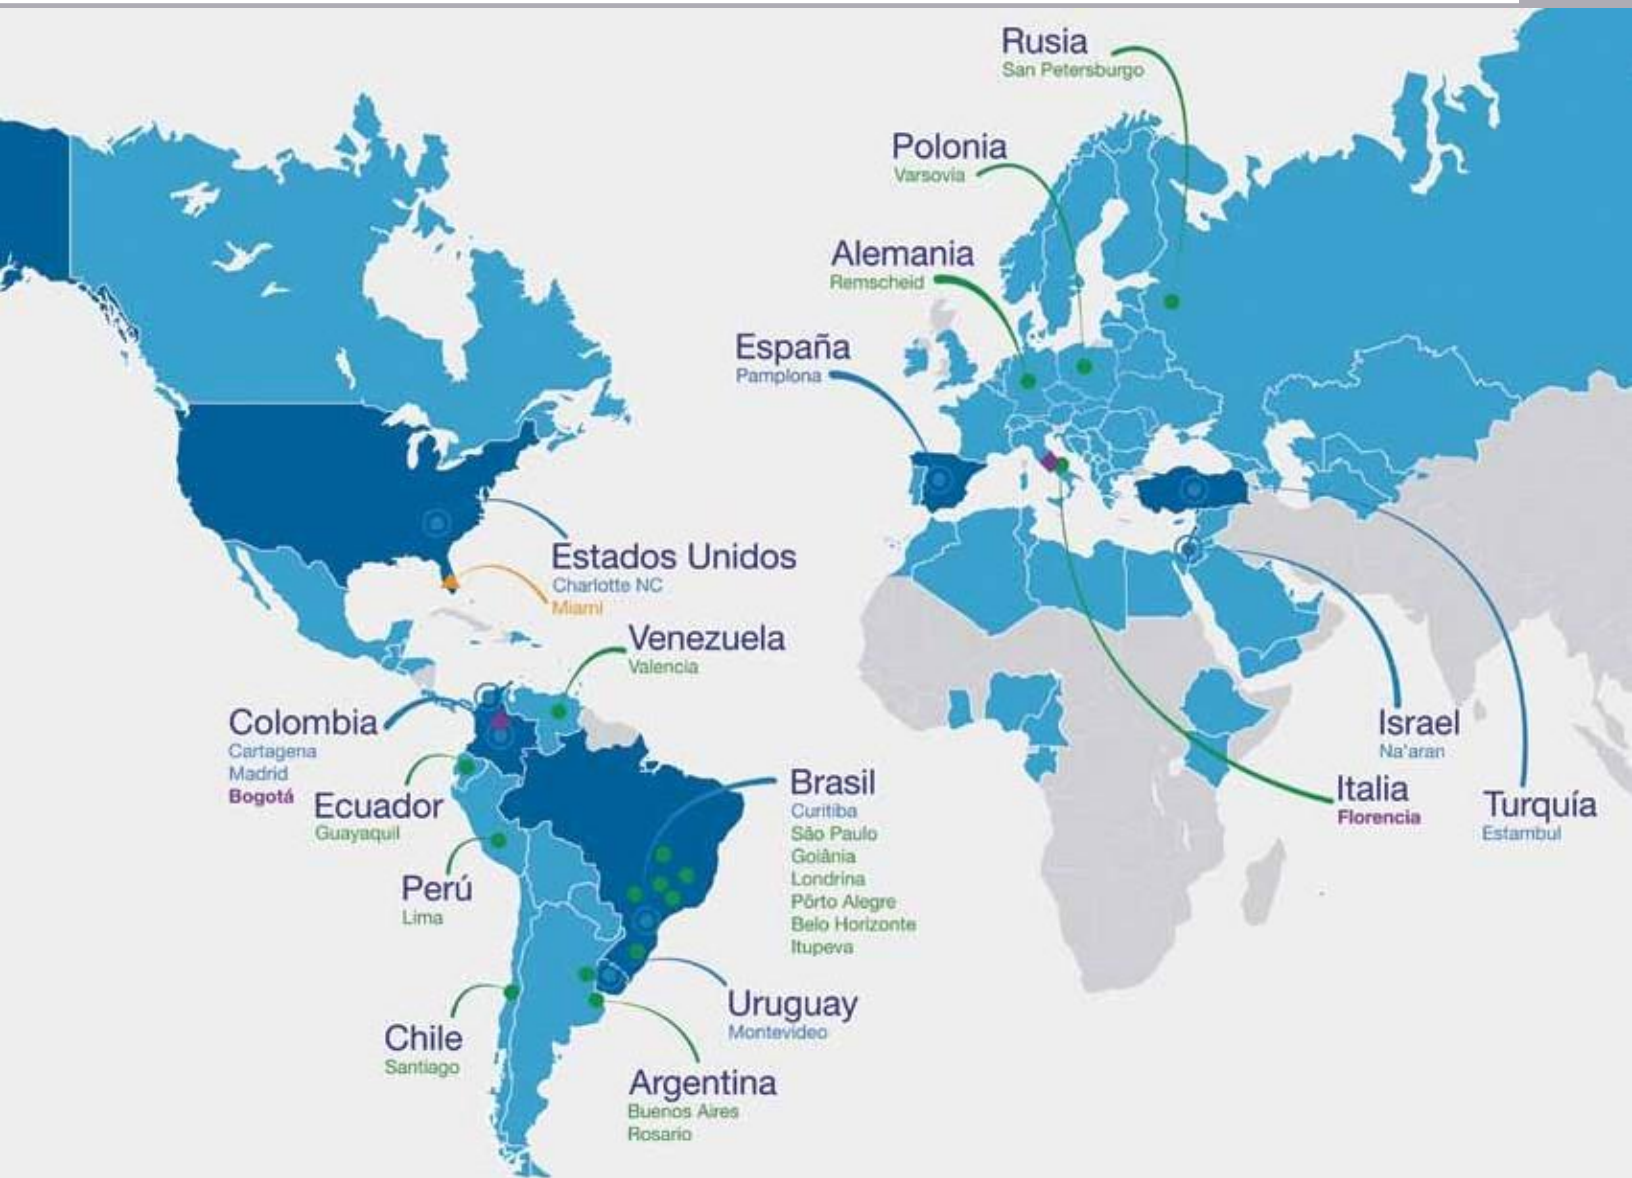 Rusia
San Petersburgo
Polonia
Varsovia
Alemania
Remscheid
España
Pamplona
Estados Unidos
Charlotte NC
Miami
Venezuela
Valencia
Colombia
Cartagena
Madrid
Bogotá
Ecuador
Guayaquil
Perú
Lima
Brasil
Curitiba
São Paulo
Goiânia
Londrina
Pôrto Alegre
Belo Horizonte
Itupeva
Israel
Na'aran
Italia
Florencia
Turquía
Estambul
Uruguay
Montevideo
Chile
Santiago
Argentina
Buenos Aires
Rosario